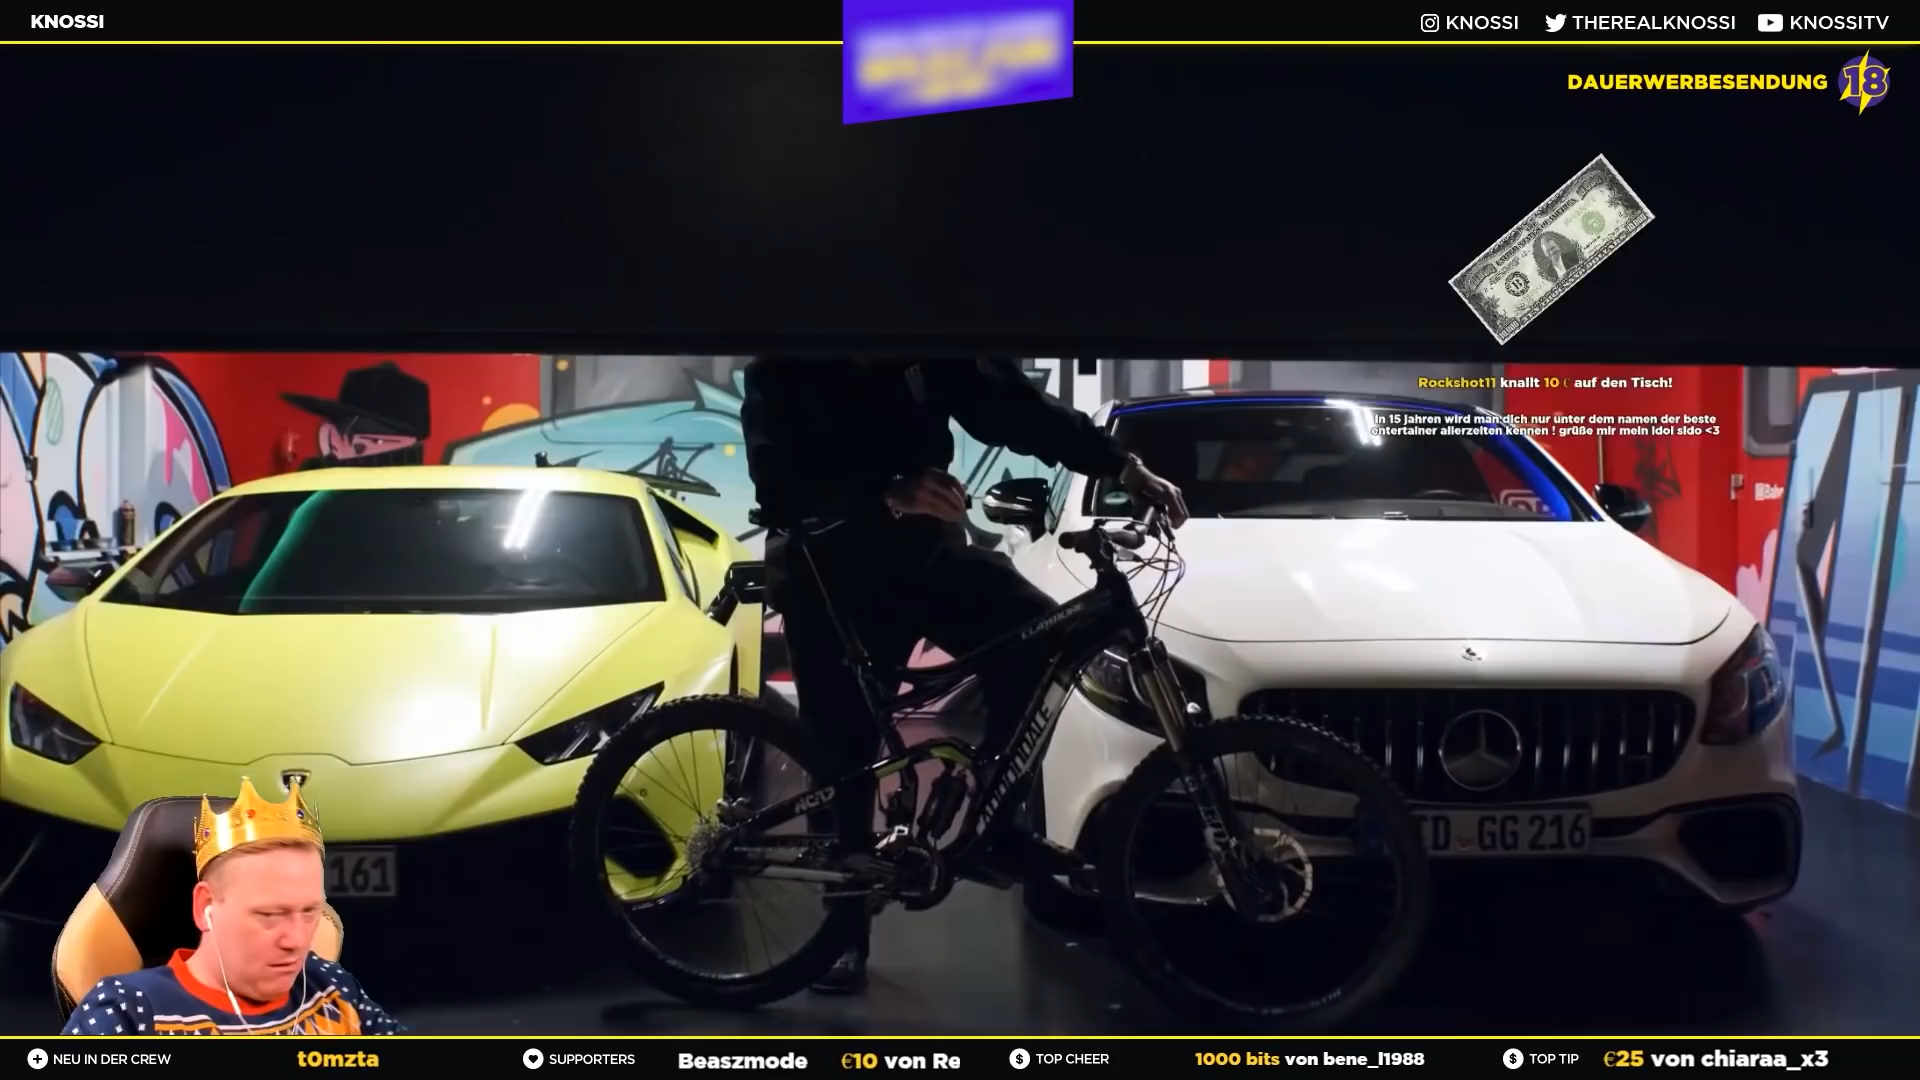 KNOSSI
KNOSSI
THEREALKNOSSI
KNOSSITV
DAUERWERBESENDUNG 18
Rockshot11 knallt 10 € auf den Tisch!
In 15 jahren wird man dich nur unter dem namen der beste
entertainer allerzeiten kennen ! grüße mir mein idol sido <3
CLAYMORE
CANNONDALE
D GG 216
161
NEU IN DER CREW
t0mzta
SUPPORTERS
Beaszmode
€10 von Re
TOP CHEER
1000 bits von bene_l1988
TOP TIP
€25 von chiaraa_x3